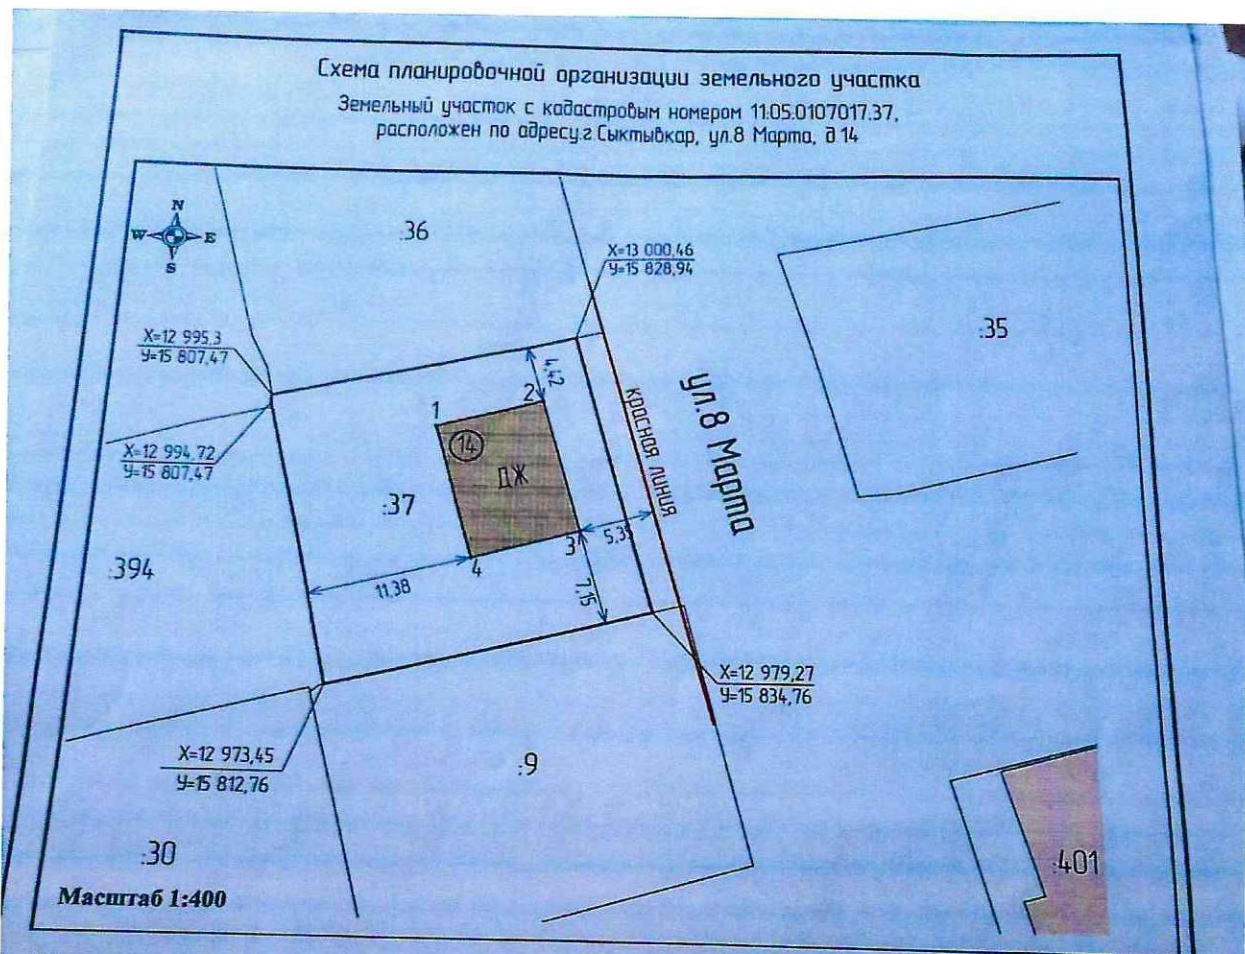 Схема планировочной организации земельного участка
Земельный участок с кадастровым номером 11:05:0107017:37,
расположен по адресу:г.Сыктывкар, ул.8 Марта, д 14
N
W
E
S
:36
X=13 000,46
У=15 828,94
:35
X=12 995,3
У=15 807,47
4,42
2
1
14
ДЖ
красная линия
ул.8 Марта
X=12 994,72
У=15 807,47
:37
5,35
3
4
:394
11,38
7,15
X=12 979,27
У=15 834,76
X=12 973,45
У=15 812,76
:9
:30
:401
Масштаб 1:400